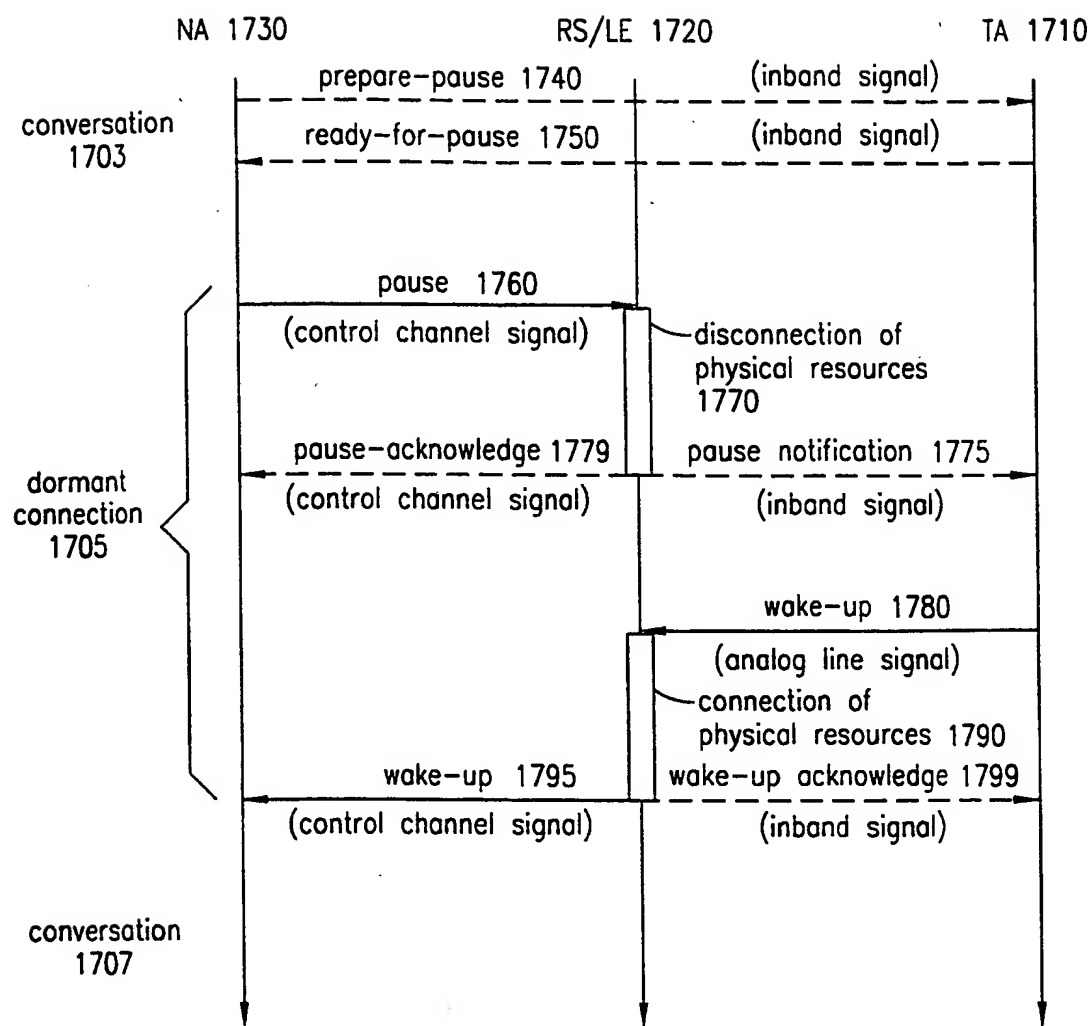 NA 1730 RS/LE 1720 TA 1710
prepare-pause 1740 (inband signal)
conversation
1703
ready-for-pause 1750 (inband signal)
pause 1760
(control channel signal)
disconnection of
physical resources
1770
pause-acknowledge 1779 pause notification 1775
(control channel signal) (inband signal)
dormant
connection
1705
wake-up 1780
(analog line signal)
connection of
physical resources 1790
wake-up 1795 wake-up acknowledge 1799
(control channel signal) (inband signal)
conversation
1707